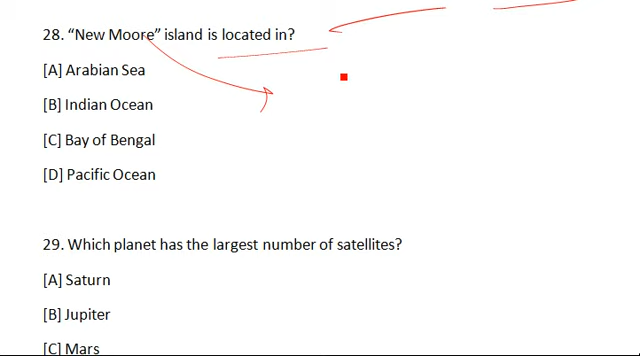 28. “New Moore” island is located in?
[A] Arabian Sea
[B] Indian Ocean
[C] Bay of Bengal
[D] Pacific Ocean
29. Which planet has the largest number of satellites?
[A] Saturn
[B] Jupiter
[C] Mars